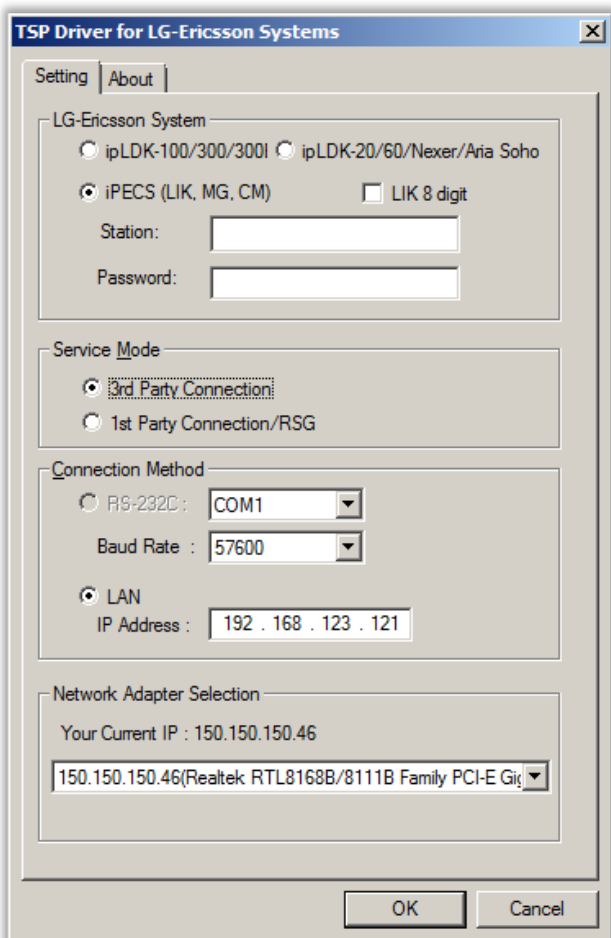 TSP Driver for LG-Ericsson Systems
Setting About
LG-Ericsson System
ipLDK-100/300/300I ipLDK-20/60/Nexer/Aria Soho
iPECS (LIK, MG, CM) LIK 8 digit
Station:
Password:
Service Mode
3rd Party Connection
1st Party Connection/RSG
Connection Method
RS-232C : COM1
Baud Rate : 57600
LAN
IP Address : 192 . 168 . 123 . 121
Network Adapter Selection
Your Current IP : 150.150.150.46
150.150.150.46(Realtek RTL8168B/8111B Family PCI-E Gig
OK Cancel